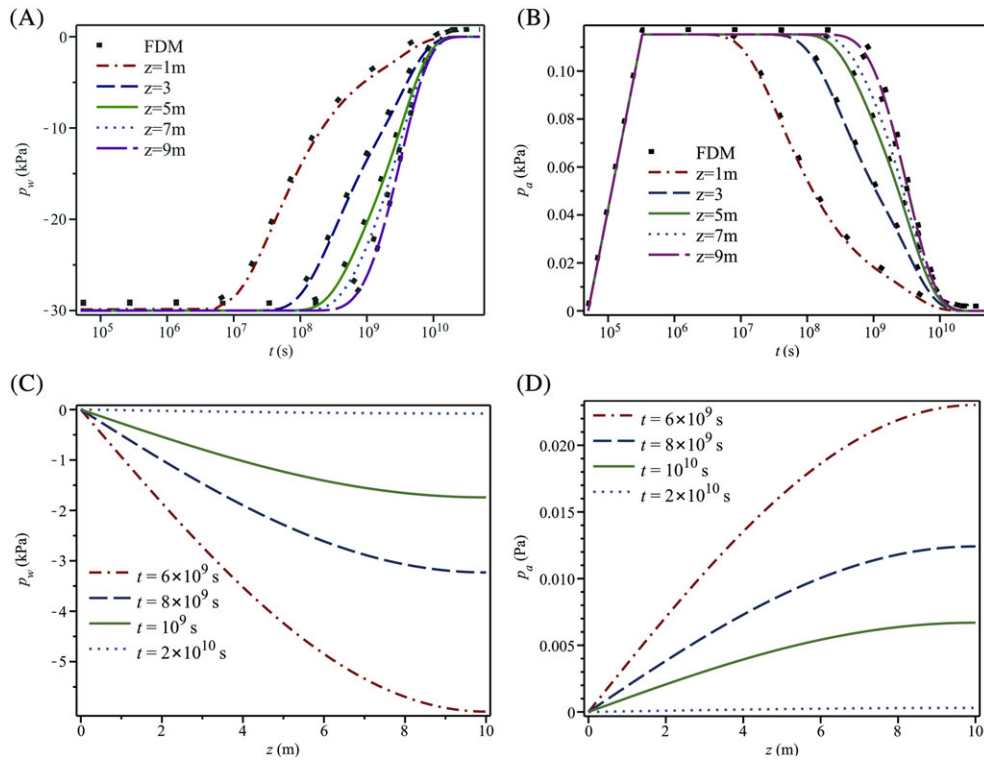 (A)
0
-10
-20
-30
p_w (kPa)
FDM
z=1m
z=3
z=5m
z=7m
z=9m
10^5
10^6
10^7
10^8
10^9
10^10
t (s)
(B)
0.10
0.08
0.06
0.04
0.02
0
p_a (kPa)
FDM
z=1m
z=3
z=5m
z=7m
z=9m
10^5
10^6
10^7
10^8
10^9
10^10
t (s)
(C)
0
-1
-2
-3
-4
-5
p_w (kPa)
t = 6×10^9 s
t = 8×10^9 s
t = 10^9 s
t = 2×10^10 s
0
2
4
6
8
10
z (m)
(D)
0.020
0.015
0.010
0.005
0
p_a (Pa)
t = 6×10^9 s
t = 8×10^9 s
t = 10^10 s
t = 2×10^10 s
0
2
4
6
8
10
z (m)